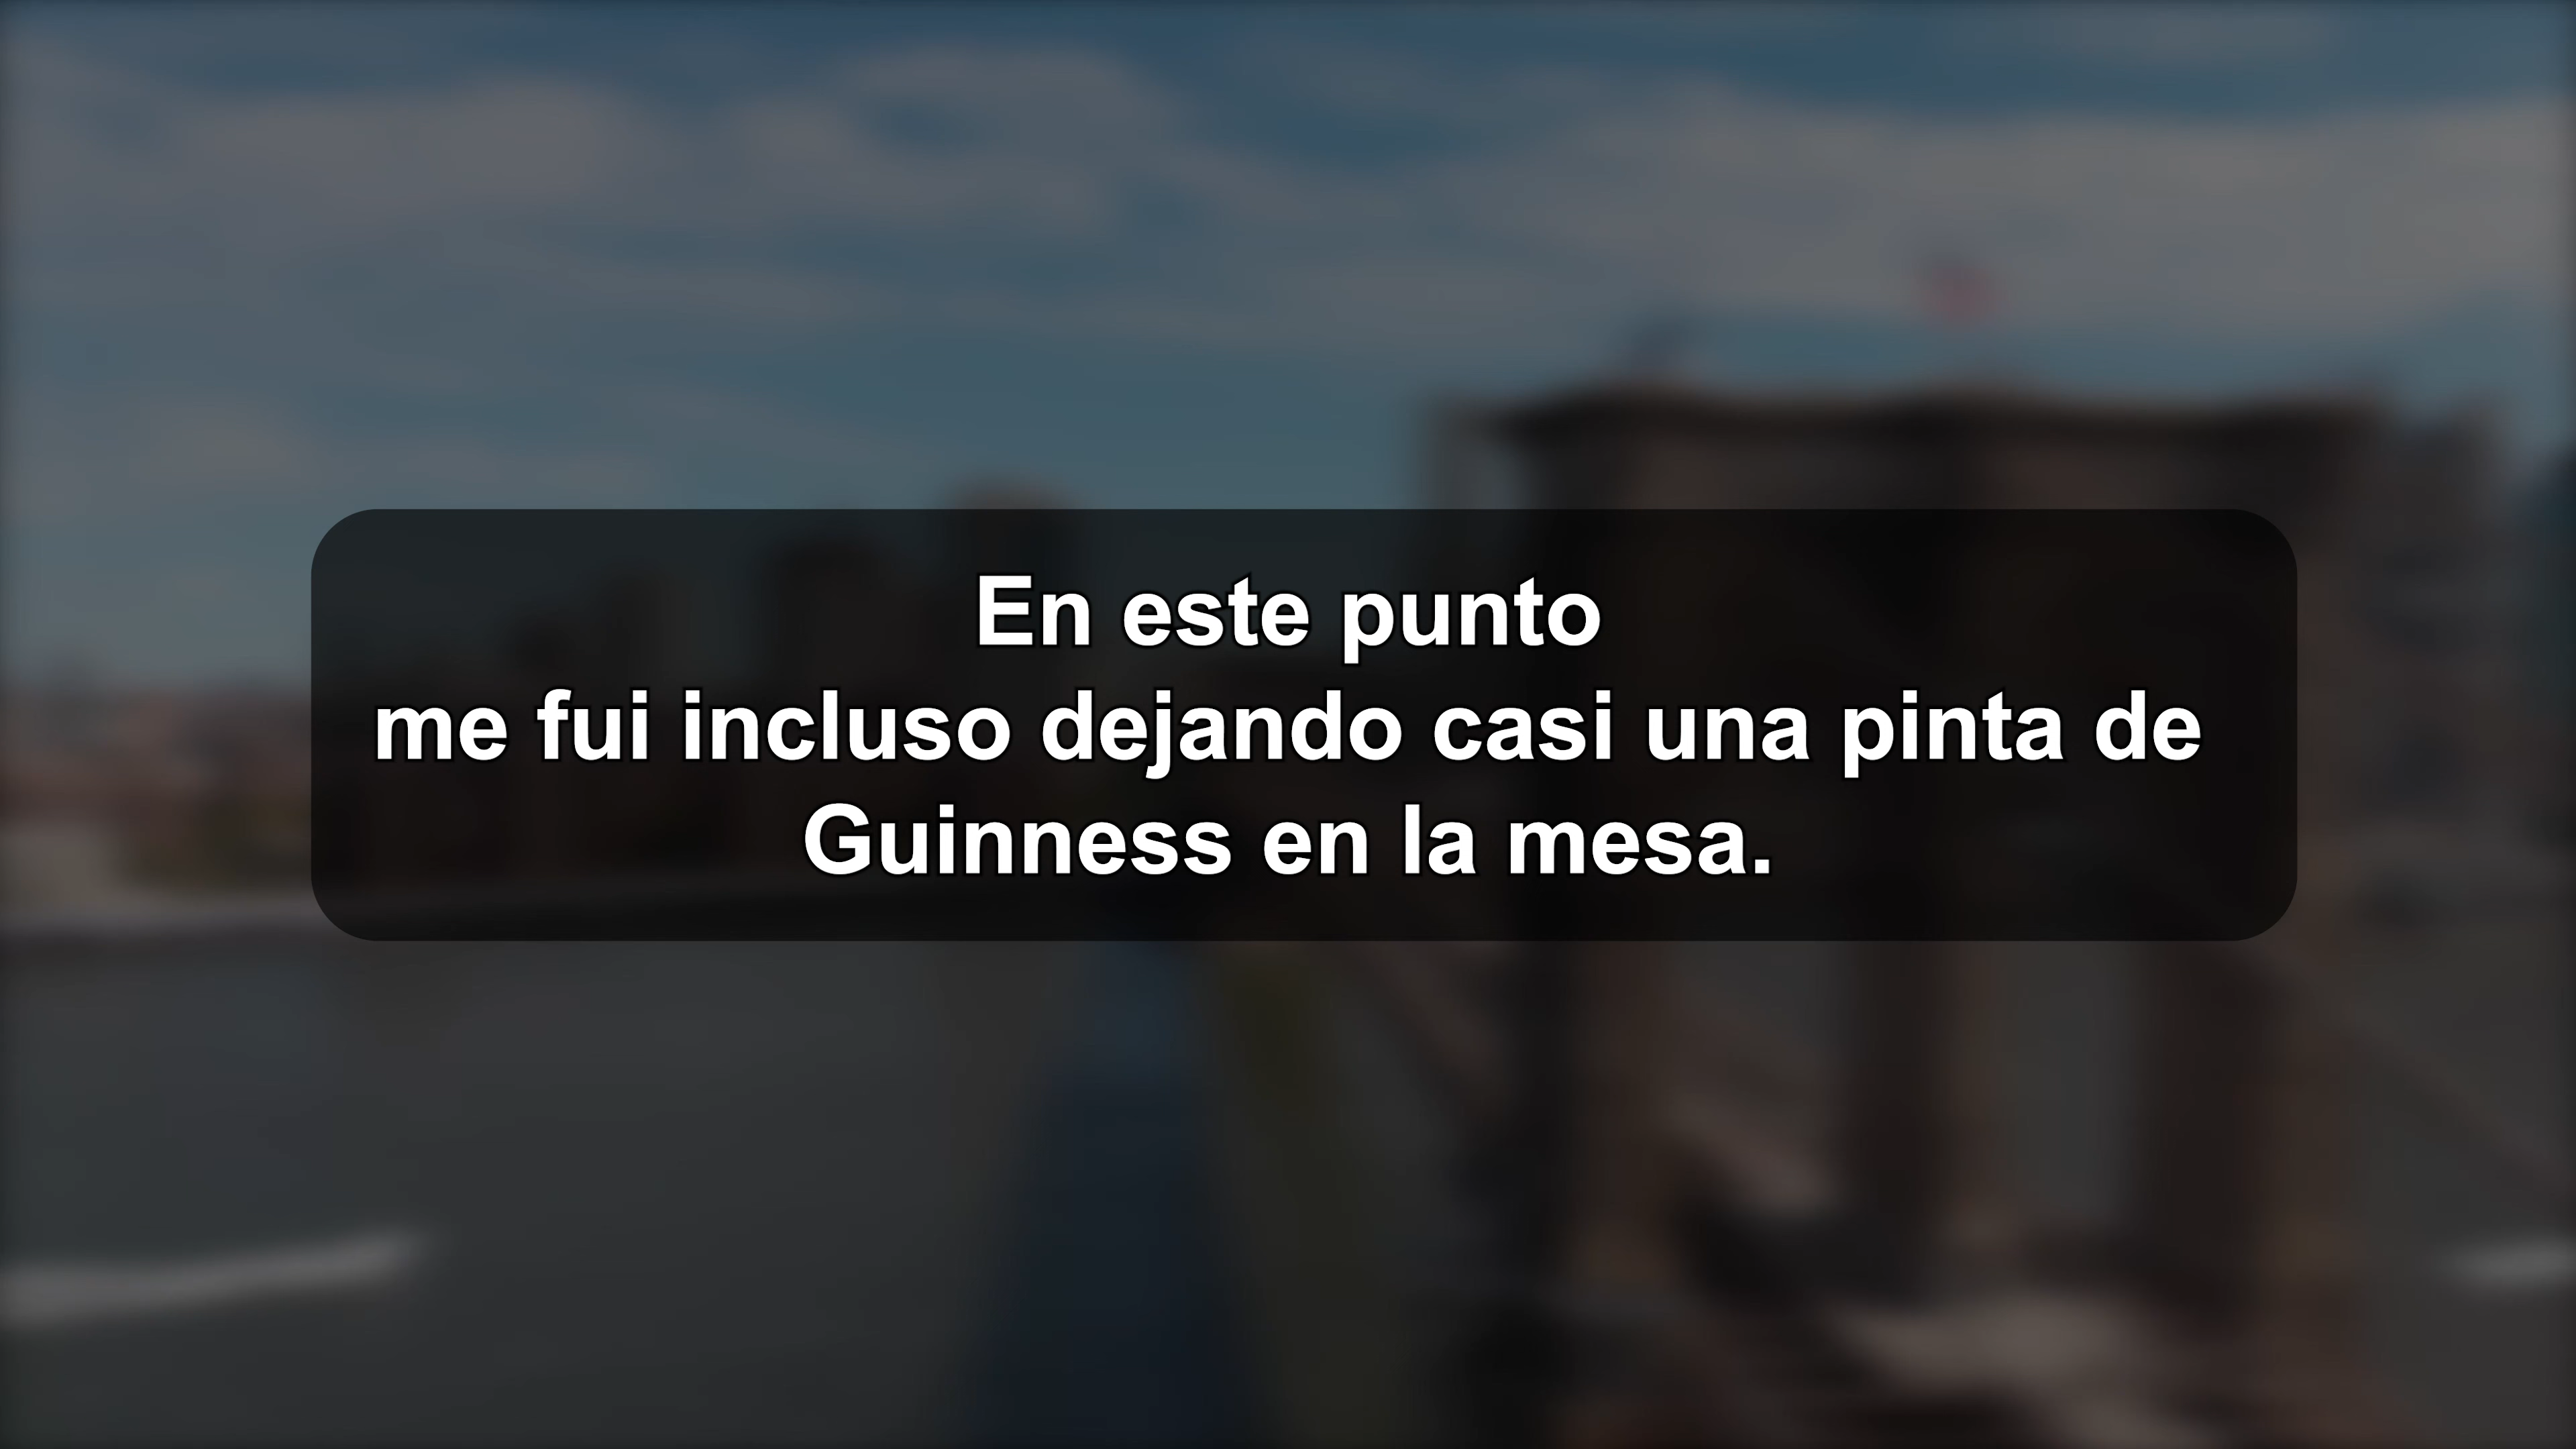 En este punto
me fui incluso dejando casi una pinta de
Guinness en la mesa.